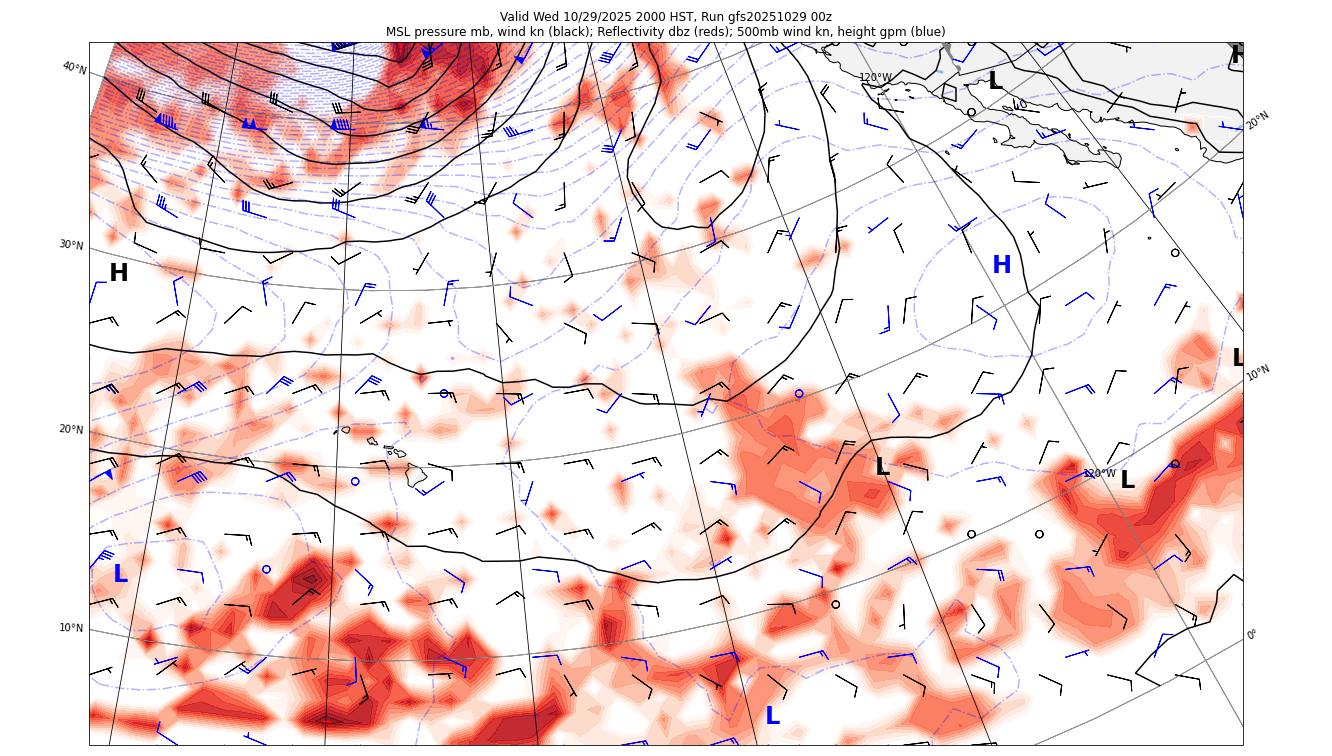 Valid Wed 10/29/2025 2000 HST, Run gfs20251029 00z
MSL pressure mb, wind kn (black); Reflectivity dbz (reds); 500mb wind kn, height gpm (blue)
40°N
120°W
L
H
20°N
30°N
H
H
L
10°N
20°N
L
120°W
L
L
10°N
0°
L